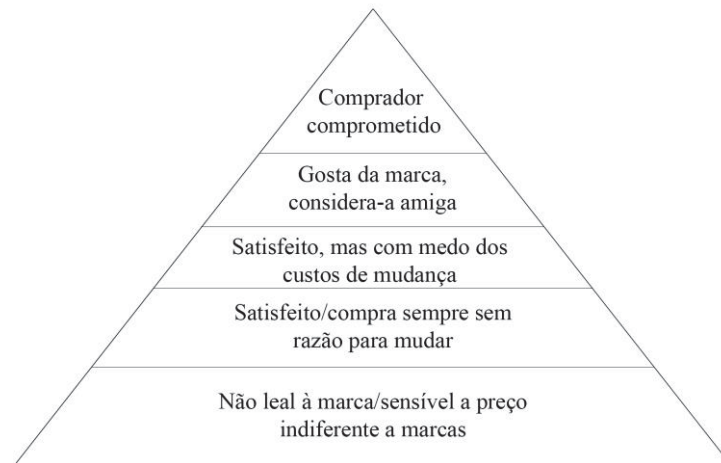 Comprador
comprometido
Gosta da marca,
considera-a amiga
Satisfeito, mas com medo dos
custos de mudança
Satisfeito/compra sempre sem
razão para mudar
Não leal à marca/sensível a preço
indiferente a marcas